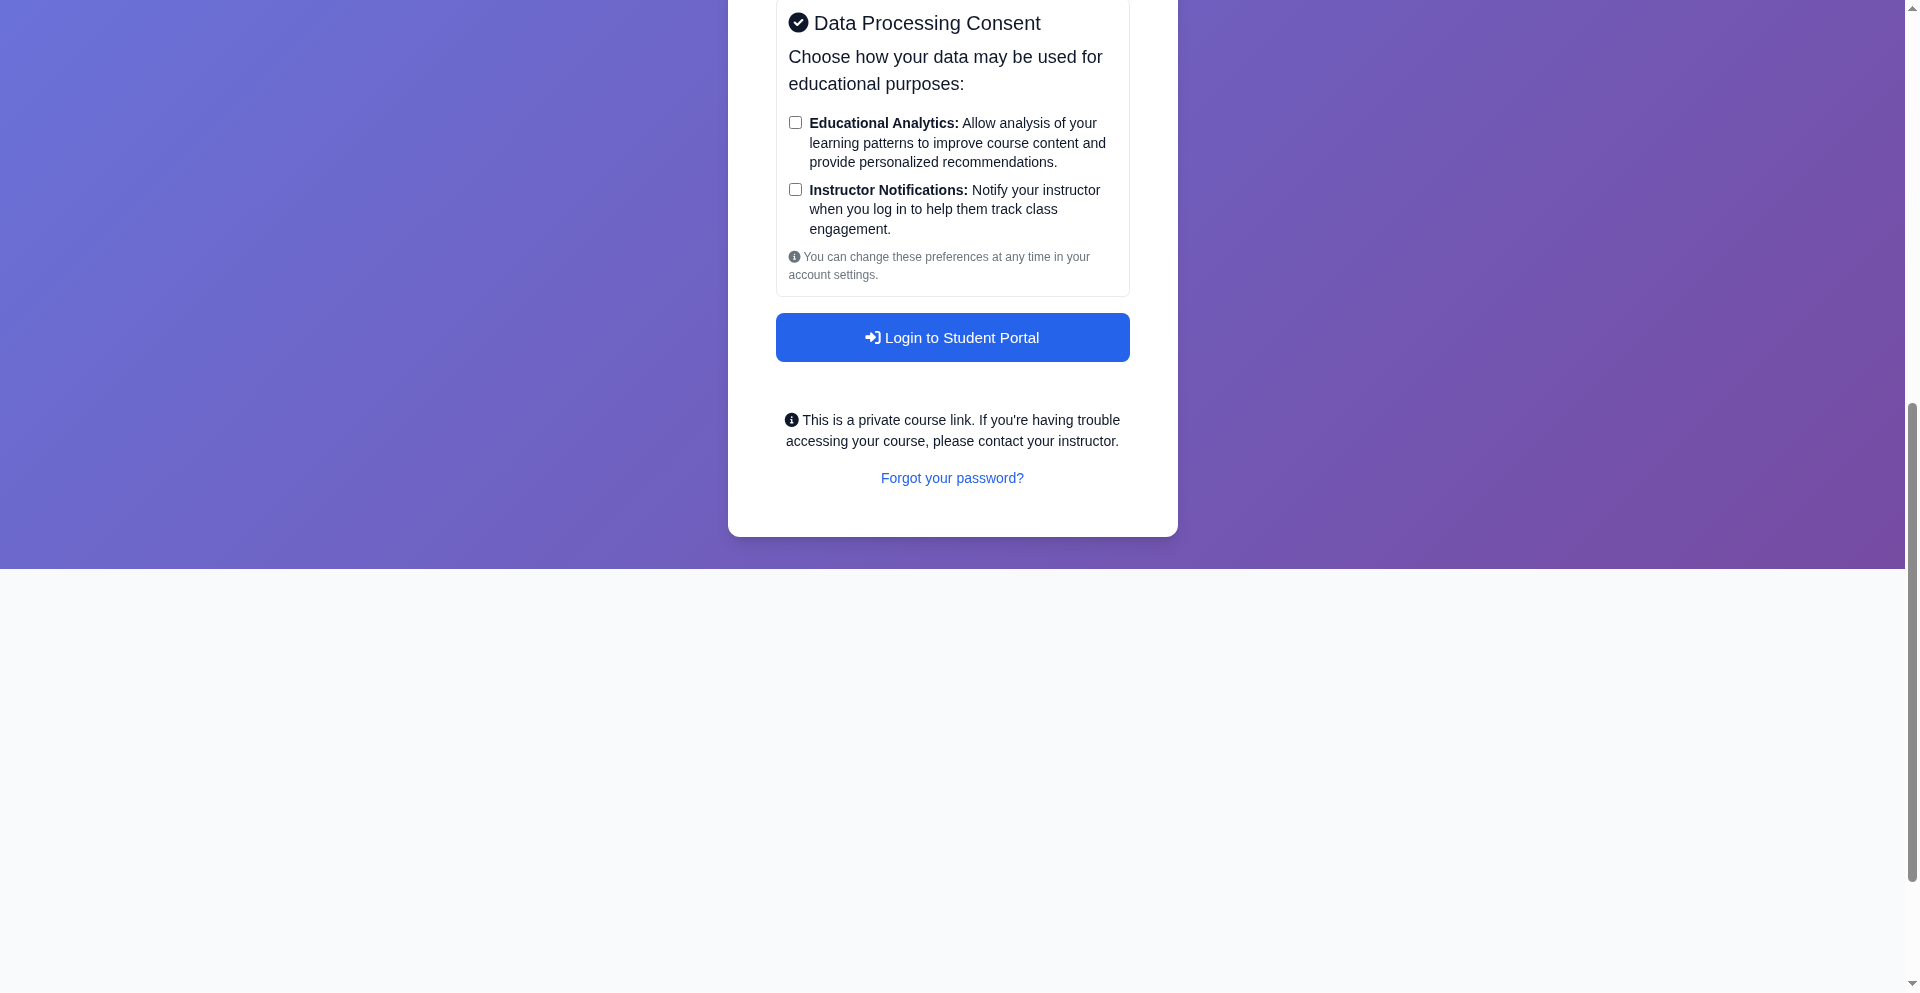 Data Processing Consent
Choose how your data may be used for
educational purposes:
Educational Analytics: Allow analysis of your
learning patterns to improve course content and
provide personalized recommendations.
Instructor Notifications: Notify your instructor
when you log in to help them track class
engagement.
You can change these preferences at any time in your
account settings.
Login to Student Portal
This is a private course link. If you're having trouble
accessing your course, please contact your instructor.
Forgot your password?